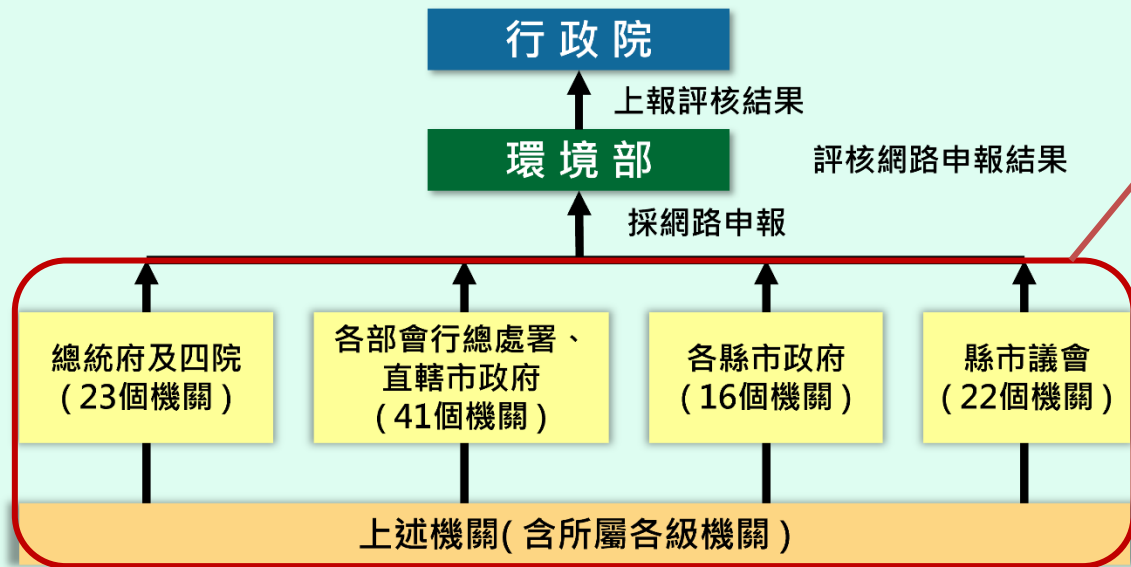 行政院
上報評核結果
環境部
評核網路申報結果
採網路申報
總統府及四院
(23個機關)
各部會行總處署、
直轄市政府
(41個機關)
各縣市政府
(16個機關)
縣市議會
(22個機關)
上述機關(含所屬各級機關)